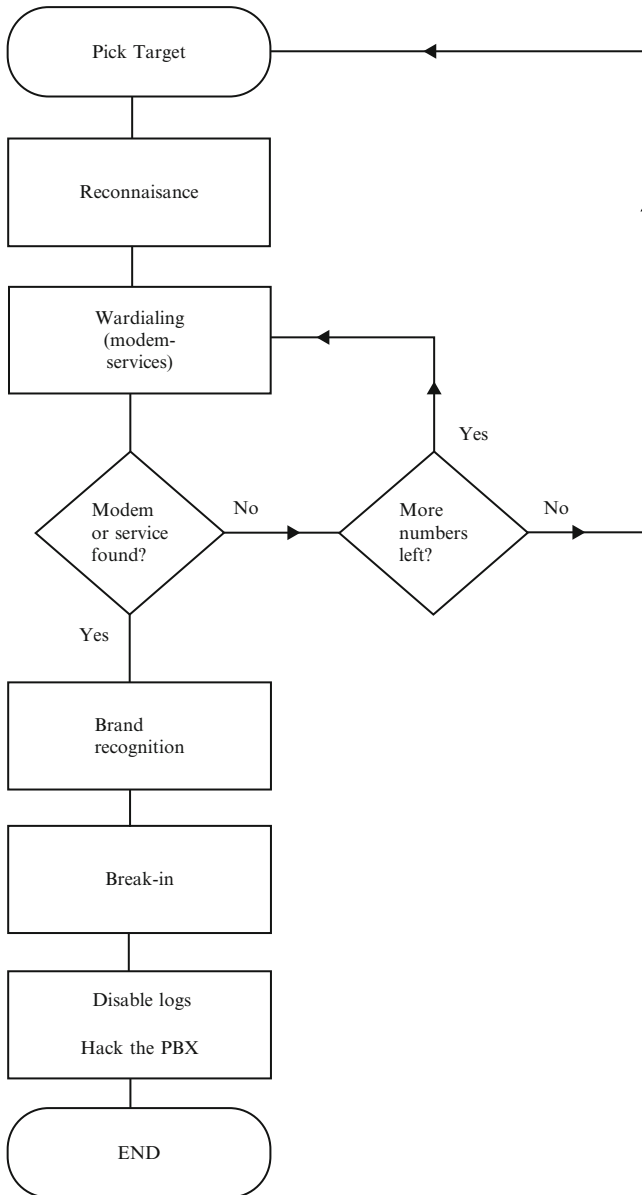 Pick Target
Reconnaisance
Wardialing
(modem-
services)
Modem
or service
found?
No
More
numbers
left?
Yes
No
Yes
Brand
recognition
Break-in
Disable logs
Hack the PBX
END